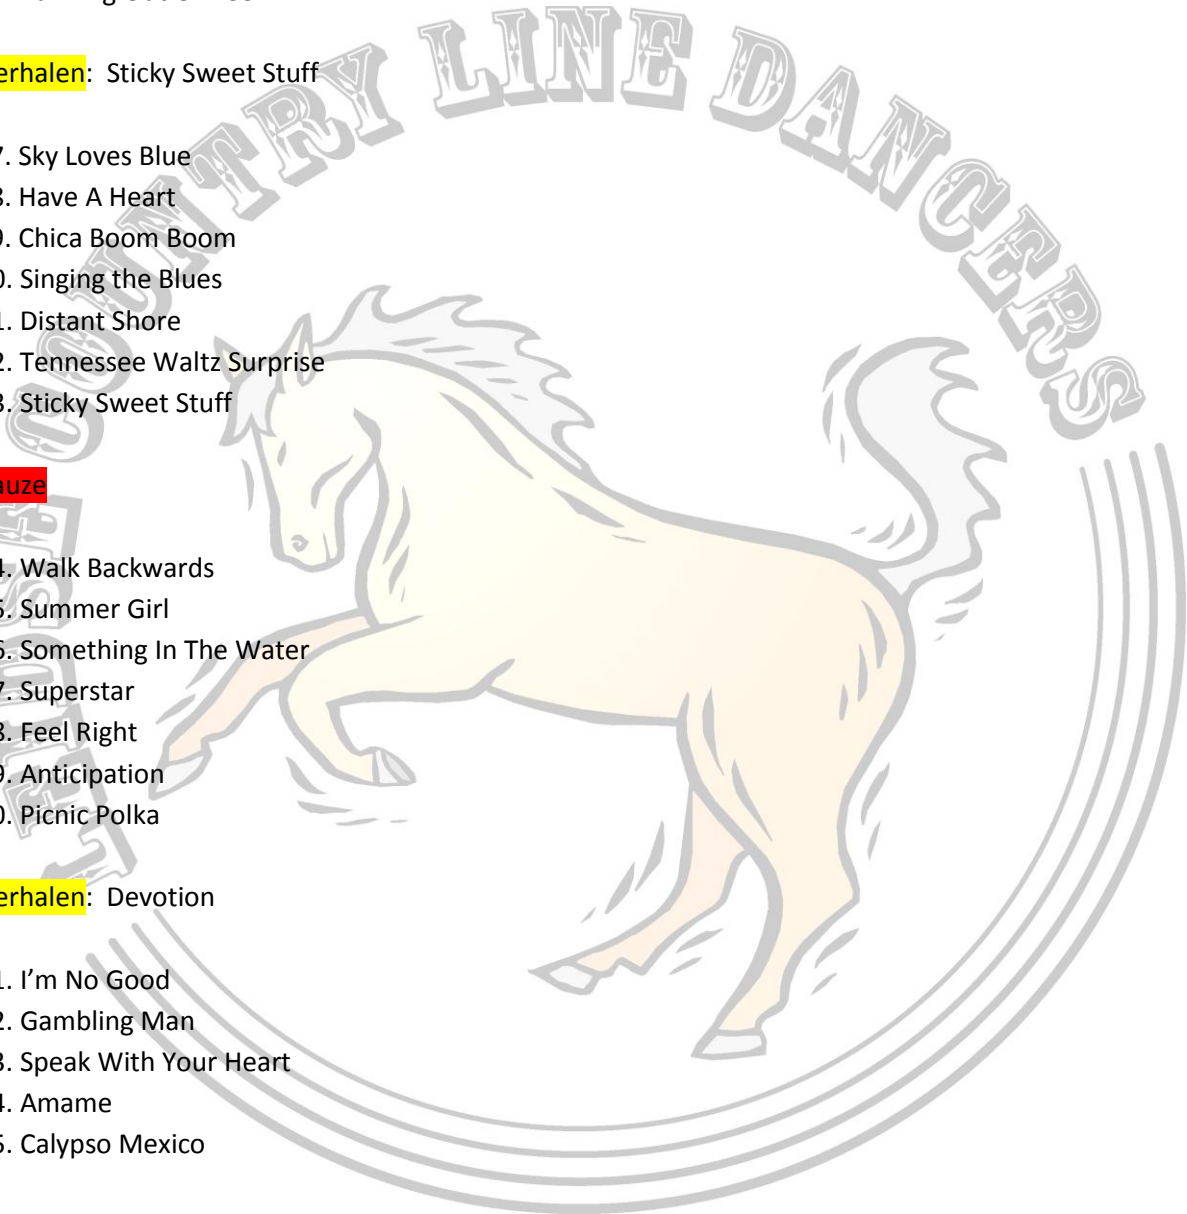 erhalen: Sticky Sweet Stuff
7. Sky Loves Blue
8. Have A Heart
9. Chica Boom Boom
0. Singing the Blues
1. Distant Shore
2. Tennessee Waltz Surprise
3. Sticky Sweet Stuff
auze
4. Walk Backwards
5. Summer Girl
6. Something In The Water
7. Superstar
8. Feel Right
9. Anticipation
0. Picnic Polka
erhalen: Devotion
1. I’m No Good
2. Gambling Man
3. Speak With Your Heart
4. Amame
5. Calypso Mexico
COUNTRY LINE DANCERS